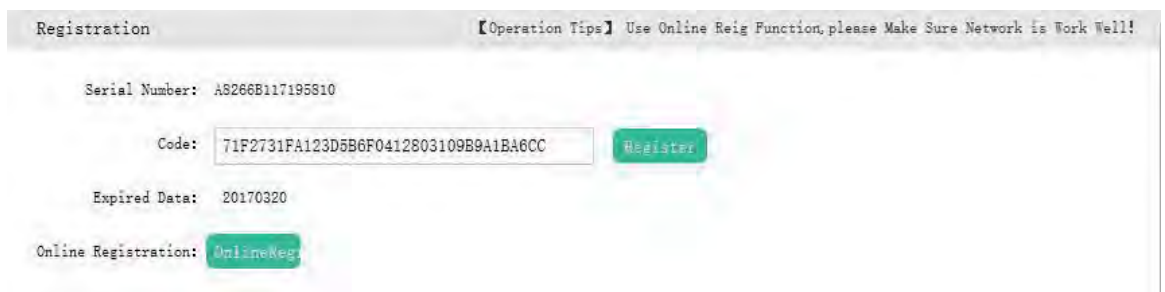 Registration 【Operation Tips】 Use Online Reig Function,please Make Sure Network is Work Well!
Serial Number: A8266B117195810
Code: 71F2731FA123D5B6F0412803109B9A1BA6CC Register
Expired Data: 20170320
Online Registration: OnlineRegi